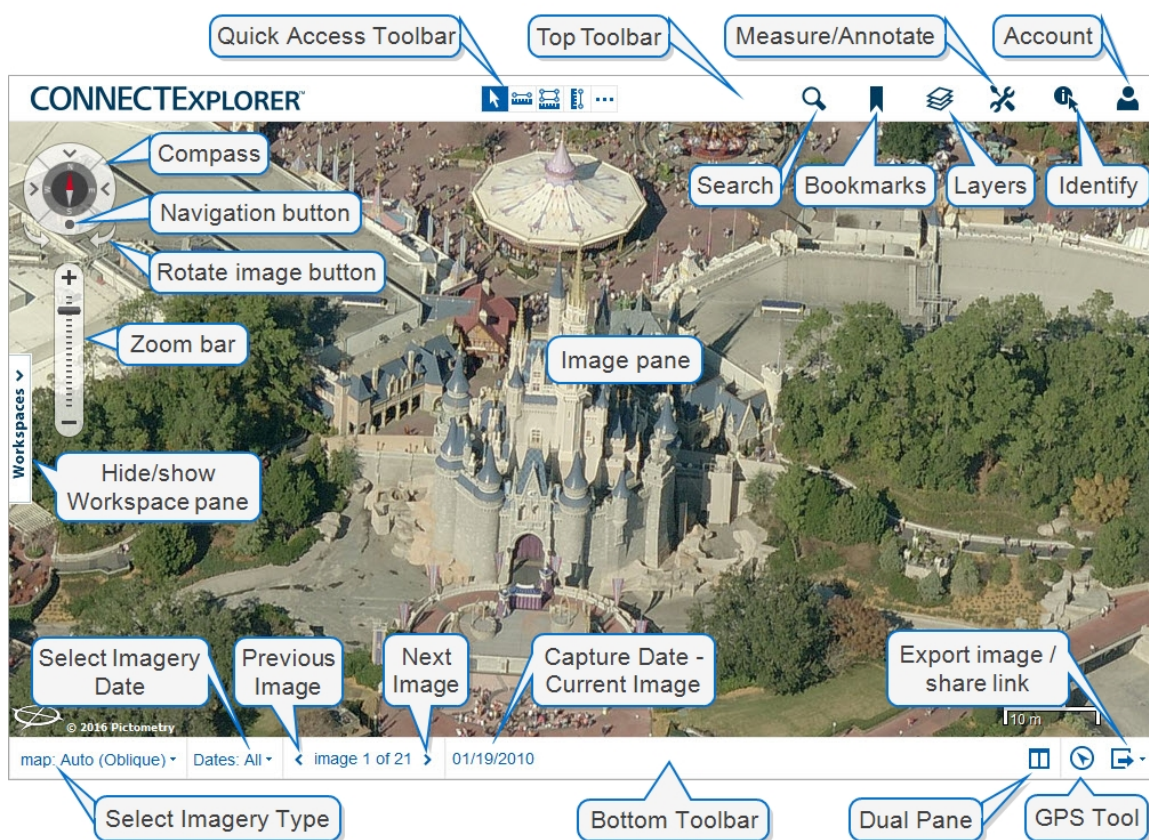 Quick Access Toolbar
Top Toolbar
Measure/Annotate
Account
CONNECTEXPLORER™
Compass
Navigation button
Rotate image button
Zoom bar
Search
Bookmarks
Layers
Identify
Image pane
Workspaces
Hide/show
Workspace pane
Select Imagery
Date
Previous
Image
Next
Image
Capture Date -
Current Image
Export image /
share link
© 2016 Pictometry
10 m
map: Auto (Oblique)
Dates: All
image 1 of 21
01/19/2010
Select Imagery Type
Bottom Toolbar
Dual Pane
GPS Tool